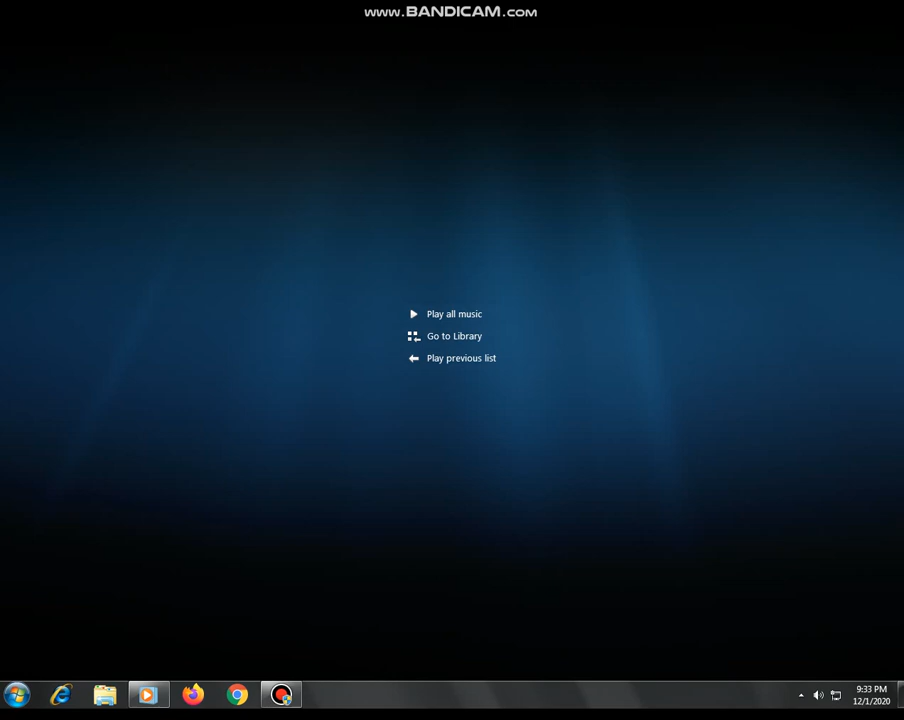 www.BANDICAM.com
Play all music
Go to Library
Play previous list
9:33 PM
12/1/2020